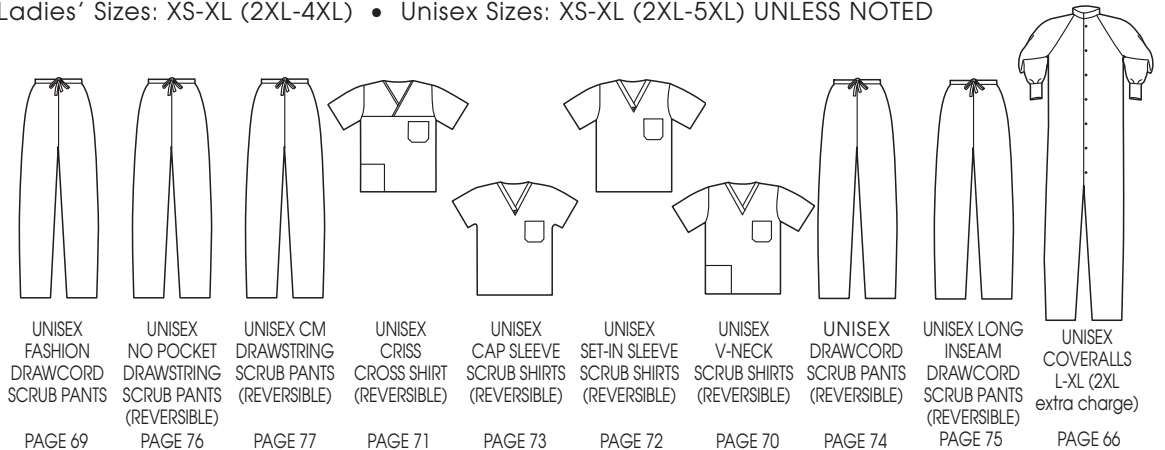 Ladies' Sizes: XS-XL (2XL-4XL) • Unisex Sizes: XS-XL (2XL-5XL) UNLESS NOTED
UNISEX
FASHION
DRAWCORD
SCRUB PANTS
PAGE 69
UNISEX
NO POCKET
DRAWSTRING
SCRUB PANTS
(REVERSIBLE)
PAGE 76
UNISEX CM
DRAWSTRING
SCRUB PANTS
(REVERSIBLE)
PAGE 77
UNISEX
CRISS
CROSS SHIRT
(REVERSIBLE)
PAGE 71
UNISEX
CAP SLEEVE
SCRUB SHIRTS
(REVERSIBLE)
PAGE 73
UNISEX
SET-IN SLEEVE
SCRUB SHIRTS
(REVERSIBLE)
PAGE 72
UNISEX
V-NECK
SCRUB SHIRTS
(REVERSIBLE)
PAGE 70
UNISEX
DRAWCORD
SCRUB PANTS
(REVERSIBLE)
PAGE 74
UNISEX LONG
INSEAM
DRAWCORD
SCRUB PANTS
(REVERSIBLE)
PAGE 75
UNISEX
COVERALLS
L-XL (2XL
extra charge)
PAGE 66